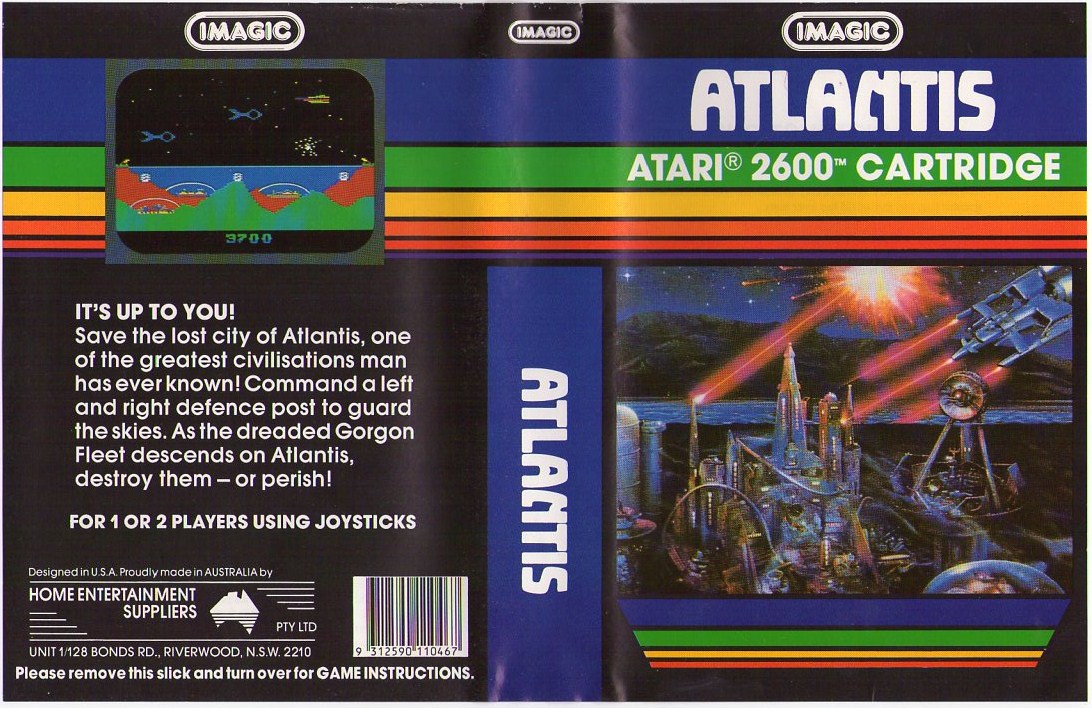 IMAGIC
3700
IT'S UP TO YOU!
Save the lost city of Atlantis, one
of the greatest civilisations man
has ever known! Command a left
and right defence post to guard
the skies. As the dreaded Gorgon
Fleet descends on Atlantis,
destroy them – or perish!
FOR 1 OR 2 PLAYERS USING JOYSTICKS
Designed in U.S.A. Proudly made in AUSTRALIA by
HOME ENTERTAINMENT
SUPPLIERS
PTY LTD
UNIT 1/128 BONDS RD., RIVERWOOD, N.S.W. 2210
9 312590 110467
Please remove this slick and turn over for GAME INSTRUCTIONS.
IMAGIC
ATLANTIS
IMAGIC
ATLANTIS
ATARI® 2600™ CARTRIDGE